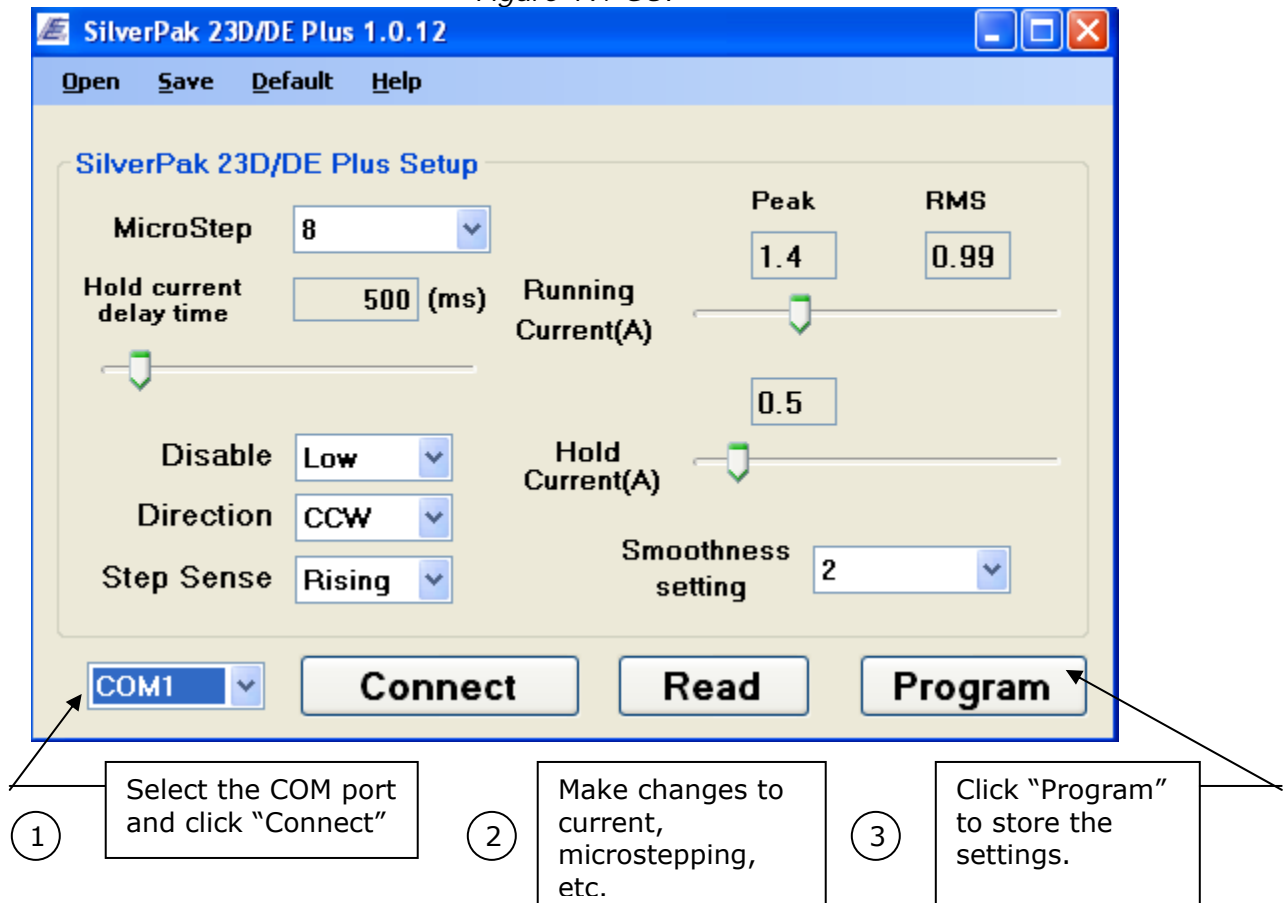 SilverPak 23D/DE Plus 1.0.12
Open Save Default Help
SilverPak 23D/DE Plus Setup
MicroStep 8
Peak RMS
1.4 0.99
Hold current
delay time
500 (ms)
Running
Current(A)
0.5
Hold
Current(A)
Disable Low
Direction CCW
Step Sense Rising
Smoothness
setting
2
COM1 Connect Read Program
1
Select the COM port
and click “Connect”
2
Make changes to
current,
microstepping,
etc.
3
Click “Program”
to store the
settings.